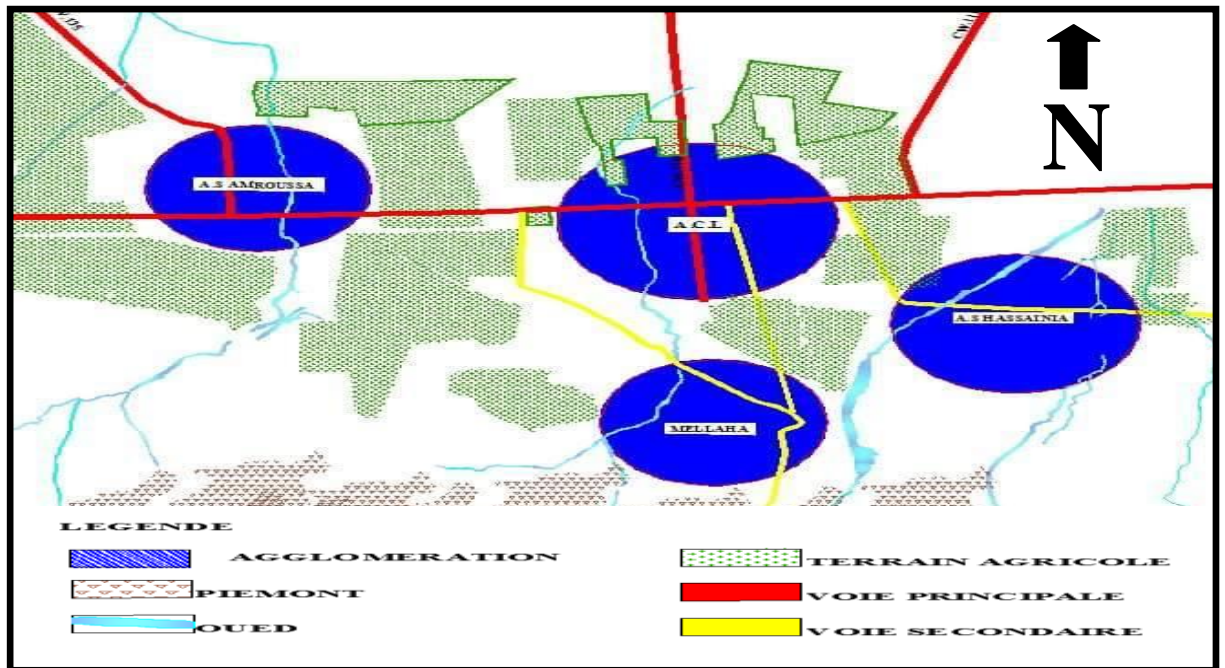 N
A.S AMROUSSA
A.C.L
A.S HASSAINIA
MELLAHA
LEGENDE
AGGLOMERATION
PIEMONT
OUED
TERRAIN AGRICOLE
VOIE PRINCIPALE
VOIE SECONDAIRE